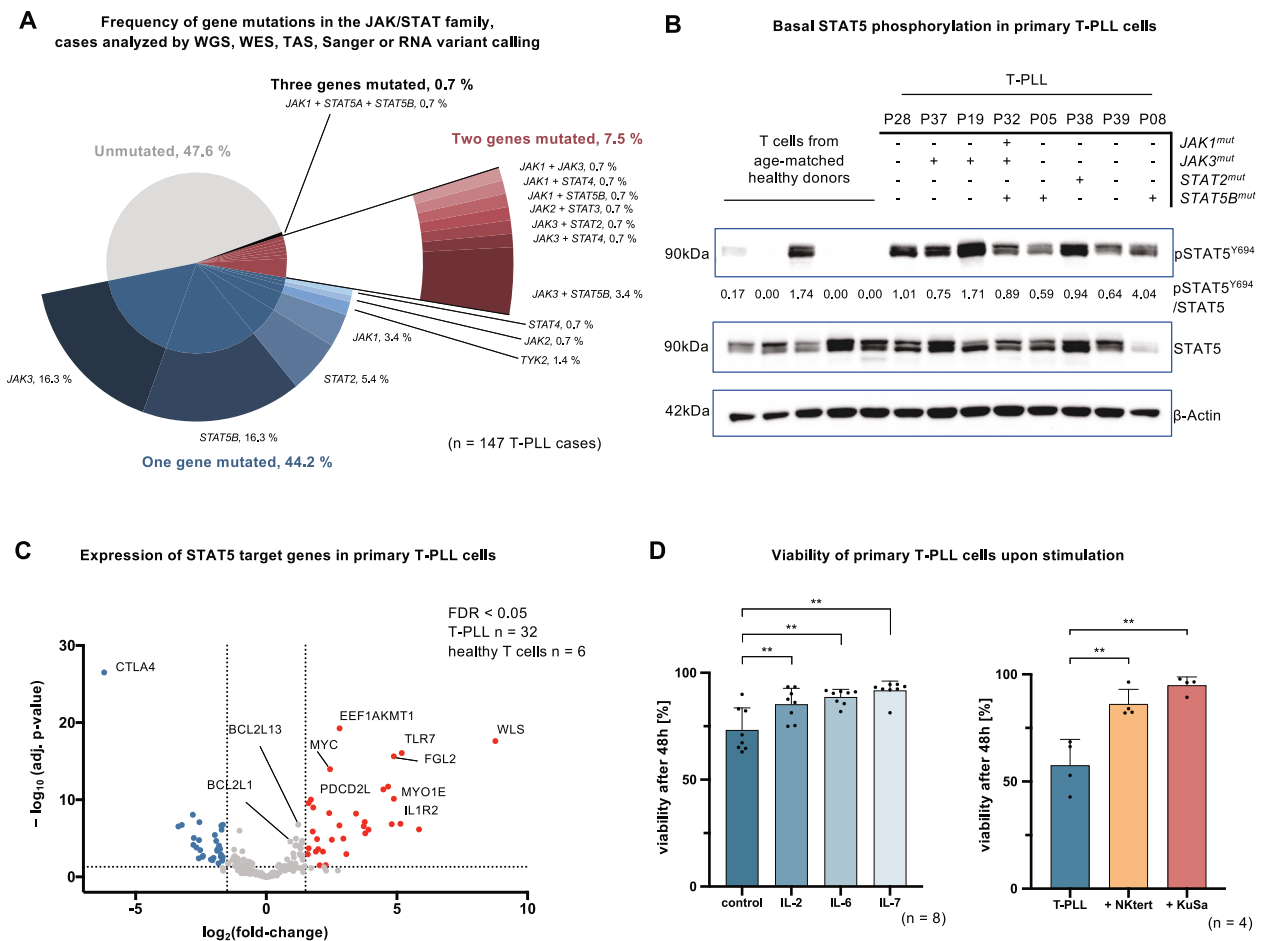 A
Frequency of gene mutations in the JAK/STAT family,
cases analyzed by WGS, WES, TAS, Sanger or RNA variant calling
Three genes mutated, 0.7 %
JAK1 + STAT5A + STAT5B, 0.7 %
Unmutated, 47.6 %
Two genes mutated, 7.5 %
JAK1 + JAK3, 0.7 %
JAK1 + STAT4, 0.7 %
JAK1 + STAT5B, 0.7 %
JAK2 + STAT3, 0.7 %
JAK3 + STAT2, 0.7 %
JAK3 + STAT4, 0.7 %
JAK3 + STAT5B, 3.4 %
STAT4, 0.7 %
JAK2, 0.7 %
TYK2, 1.4 %
JAK1, 3.4 %
STAT2, 5.4 %
JAK3, 16.3 %
STAT5B, 16.3 %
One gene mutated, 44.2 %
(n = 147 T-PLL cases)
B
Basal STAT5 phosphorylation in primary T-PLL cells
T-PLL
P28 P37 P19 P32 P05 P38 P39 P08
T cells from
age-matched
healthy donors
- - - + - - - - JAK1mut
- + + + - - - - JAK3mut
- - - - - + - - STAT2mut
- - - + + - - + STAT5Bmut
90kDa pSTAT5Y694
0.17 0.00 1.74 0.00 0.00 1.01 0.75 1.71 0.89 0.59 0.94 0.64 4.04 pSTAT5Y694
/STAT5
90kDa STAT5
42kDa β-Actin
C
Expression of STAT5 target genes in primary T-PLL cells
FDR < 0.05
T-PLL n = 32
healthy T cells n = 6
– log10 (adj. p-value)
30
20
10
0
CTLA4
EEF1AKMT1
WLS
BCL2L13
TLR7
MYC
FGL2
BCL2L1
PDCD2L
MYO1E
IL1R2
-5 0 5 10
log2(fold-change)
D
Viability of primary T-PLL cells upon stimulation
**
**
**
viability after 48h [%]
100
50
0
control IL-2 IL-6 IL-7
(n = 8)
**
**
viability after 48h [%]
100
50
0
T-PLL + NKtert + KuSa
(n = 4)